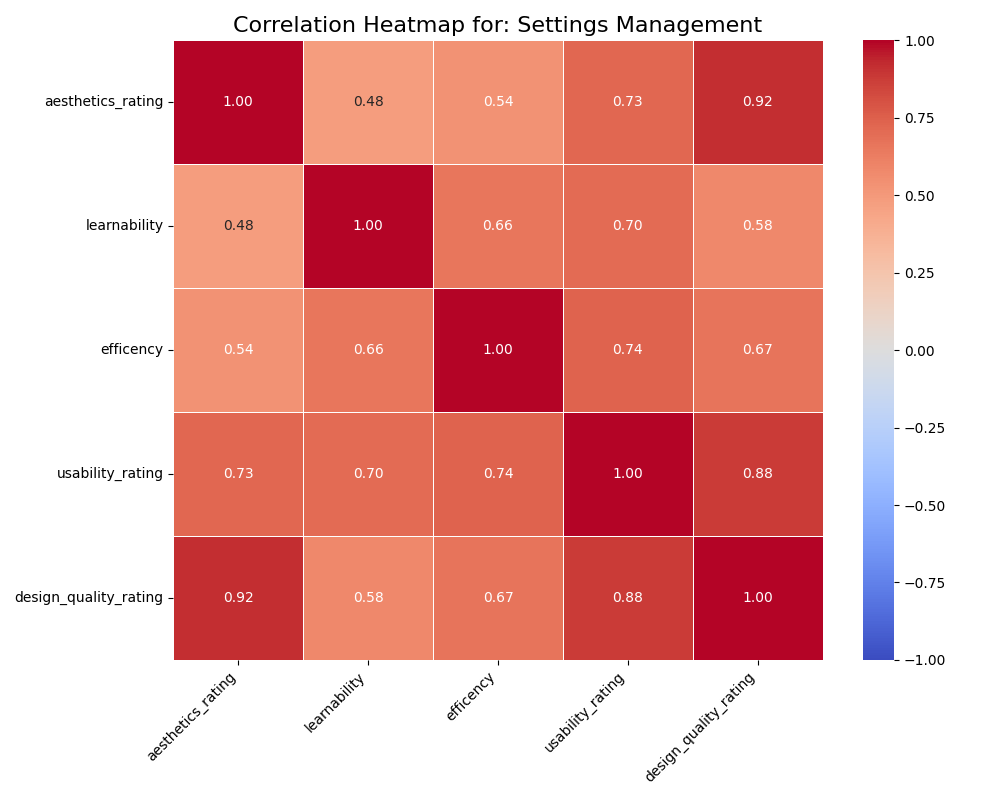 Correlation Heatmap for: Settings Management
aesthetics_rating 1.00 0.48 0.54 0.73 0.92
learnability 0.48 1.00 0.66 0.70 0.58
efficency 0.54 0.66 1.00 0.74 0.67
usability_rating 0.73 0.70 0.74 1.00 0.88
design_quality_rating 0.92 0.58 0.67 0.88 1.00
aesthetics_rating learnability efficency usability_rating design_quality_rating
1.00
0.75
0.50
0.25
0.00
−0.25
−0.50
−0.75
−1.00